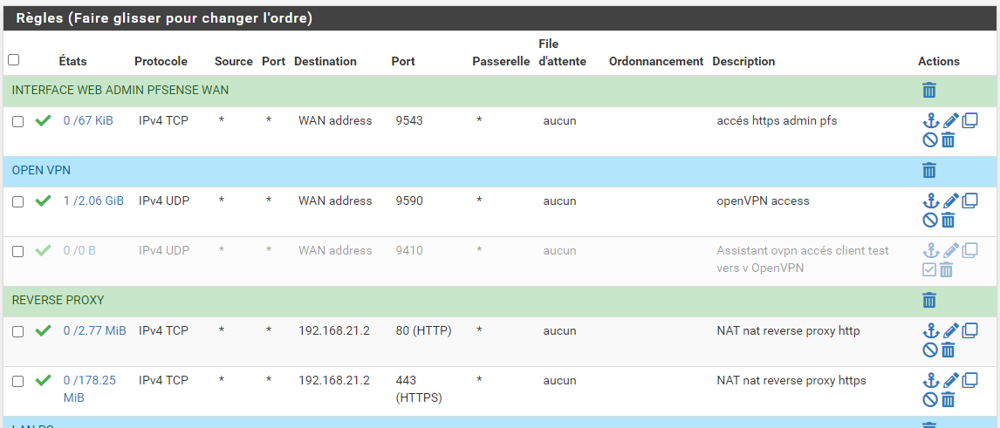 Règles (Faire glisser pour changer l'ordre)
États Protocole Source Port Destination Port Passerelle File d'attente Ordonnancement Description Actions
INTERFACE WEB ADMIN PFSENSE WAN
0 /67 KiB IPv4 TCP * * WAN address 9543 * aucun accés https admin pfs
OPEN VPN
1 /2.06 GiB IPv4 UDP * * WAN address 9590 * aucun openVPN access
0 /0 B IPv4 UDP * * WAN address 9410 * aucun Assistant ovpn accés client test
vers v OpenVPN
REVERSE PROXY
0 /2.77 MiB IPv4 TCP * * 192.168.21.2 80 (HTTP) * aucun NAT nat reverse proxy http
0 /178.25 IPv4 TCP * * 192.168.21.2 443 * aucun NAT nat reverse proxy https
MiB (HTTPS)